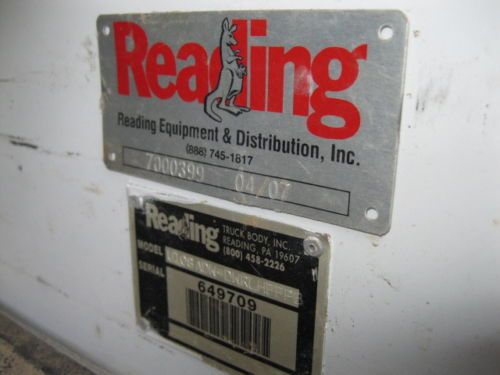 Reading
Reading Equipment & Distribution, Inc.
(888) 745-1817
7000399 04/07
Reading
TRUCK BODY, INC.
READING, PA 19607
(800) 458-2226
MODEL
SERIAL
649709